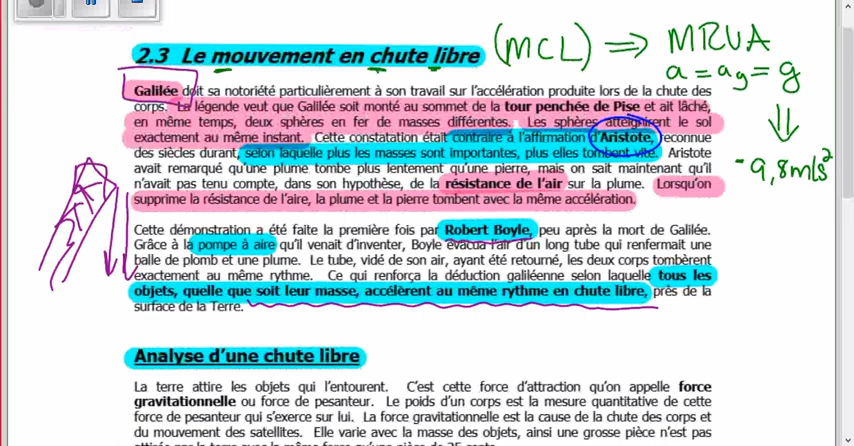 2.3 Le mouvement en chute libre (MCL) ⇒ MRUA
a = ay = g
⇓
-9,8m/s²
Galilée doit sa notoriété particulièrement à son travail sur l'accélération produite lors de la chute des
corps. La légende veut que Galilée soit monté au sommet de la tour penchée de Pise et ait lâché,
en même temps, deux sphères en fer de masses différentes. Les sphères atteignirent le sol
exactement au même instant. Cette constatation était contraire à l'affirmation d'Aristote, reconnue
des siècles durant, selon laquelle plus les masses sont importantes, plus elles tombent vite. Aristote
avait remarqué qu'une plume tombe plus lentement qu'une pierre, mais on sait maintenant qu'il
n'avait pas tenu compte, dans son hypothèse, de la résistance de l'air sur la plume. Lorsqu'on
supprime la résistance de l'air, la plume et la pierre tombent avec la même accélération.
Cette démonstration a été faite la première fois par Robert Boyle, peu après la mort de Galilée.
Grâce à la pompe à aire qu'il venait d'inventer, Boyle évacua l'air d'un long tube qui renfermait une
balle de plomb et une plume. Le tube, vidé de son air, ayant été retourné, les deux corps tombèrent
exactement au même rythme. Ce qui renforça la déduction galiléenne selon laquelle tous les
objets, quelle que soit leur masse, accélèrent au même rythme en chute libre, près de la
surface de la Terre.
Analyse d'une chute libre
La terre attire les objets qui l'entourent. C'est cette force d'attraction qu'on appelle force
gravitationnelle ou force de pesanteur. Le poids d'un corps est la mesure quantitative de cette
force de pesanteur qui s'exerce sur lui. La force gravitationnelle est la cause de la chute des corps et
du mouvement des satellites. Elle varie avec la masse des objets, ainsi une grosse pièce n'est pas